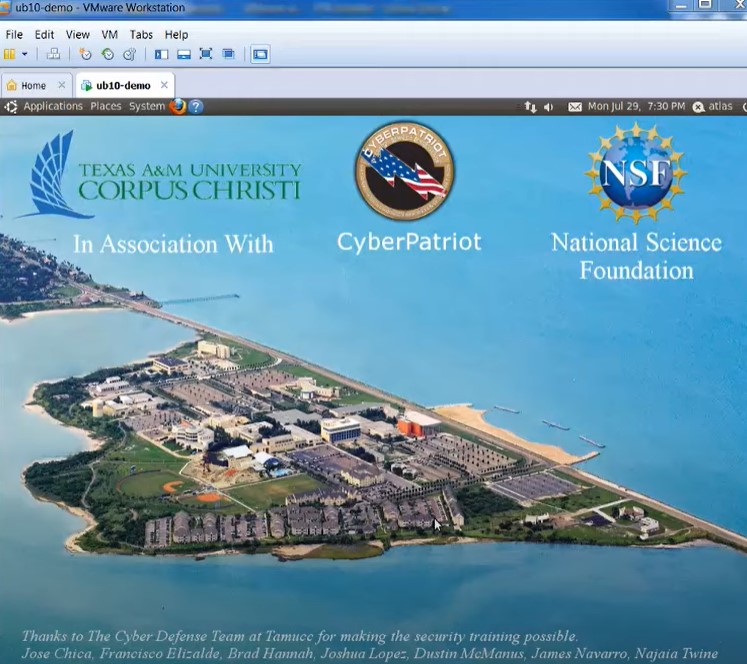 ub10-demo - VMware Workstation
File Edit View VM Tabs Help
Home ub10-demo
Applications Places System Mon Jul 29, 7:30 PM atlas
TEXAS A&M UNIVERSITY
CORPUS CHRISTI
CYBERPATRIOT
NSF
In Association With
CyberPatriot
National Science
Foundation
Thanks to The Cyber Defense Team at Tamucc for making the security training possible.
Jose Chica, Francisco Elizalde, Brad Hannah, Joshua Lopez, Dustin McManus, James Navarro, Najaia Twine